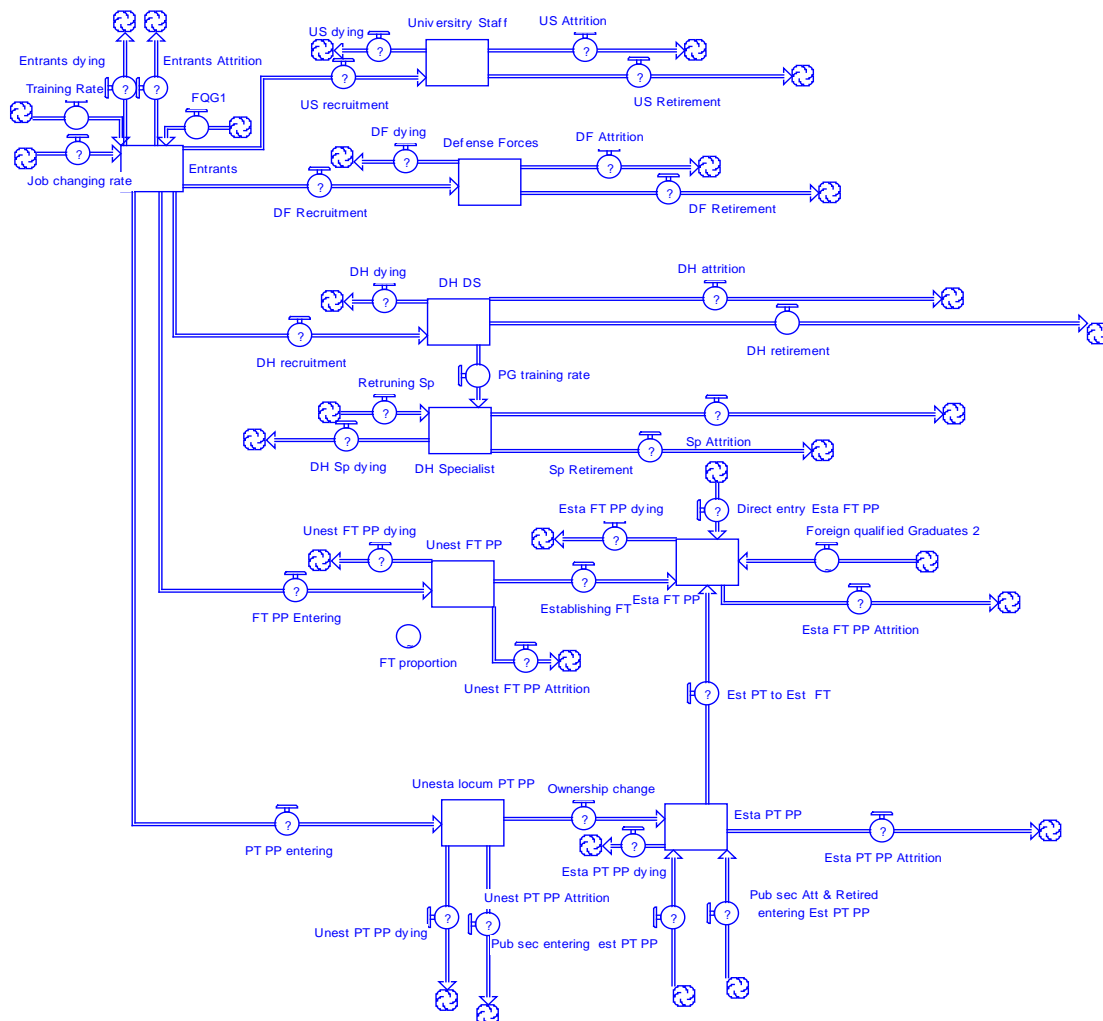 US dying
Universitry Staff
US Attrition
Entrants dying
Entrants Attrition
?
?
Training Rate
?
?
FQG1
?
?
US recruitment
US Retirement
?
DF dying
Defense Forces
DF Attrition
?
Entrants
?
?
Job changing rate
?
?
DF Recruitment
DF Retirement
DH dying
DH DS
DH attrition
?
?
?
DH recruitment
DH retirement
PG training rate
Retruning Sp
?
?
?
?
Sp Attrition
DH Sp dying
DH Specialist
Sp Retirement
Esta FT PP dying
?
Direct entry Esta FT PP
Unest FT PP dying
Unest FT PP
?
Foreign qualified Graduates 2
?
?
?
?
FT PP Entering
Establishing FT
Esta FT PP
Esta FT PP Attrition
FT proportion
?
Unest FT PP Attrition
?
Est PT to Est FT
Unesta locum PT PP
Ownership change
?
?
Esta PT PP
?
PT PP entering
?
Esta PT PP Attrition
Esta PT PP dying
Unest PT PP Attrition
Pub sec Att & Retired
entering Est PT PP
?
?
?
?
Unest PT PP dying
Pub sec entering est PT PP